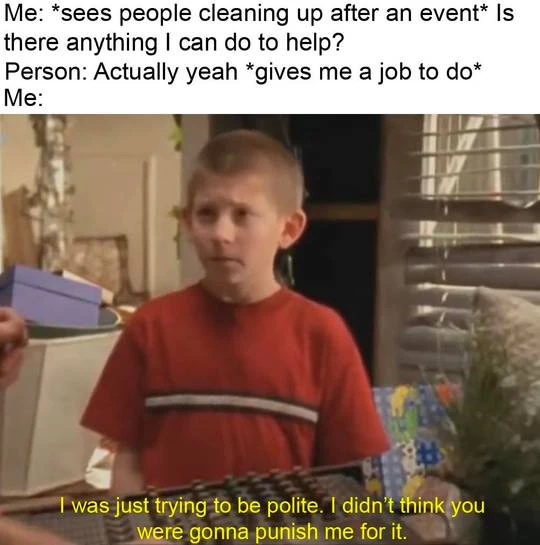 Me: *sees people cleaning up after an event* Is
there anything I can do to help?
Person: Actually yeah *gives me a job to do*
Me:
I was just trying to be polite. I didn’t think you
were gonna punish me for it.